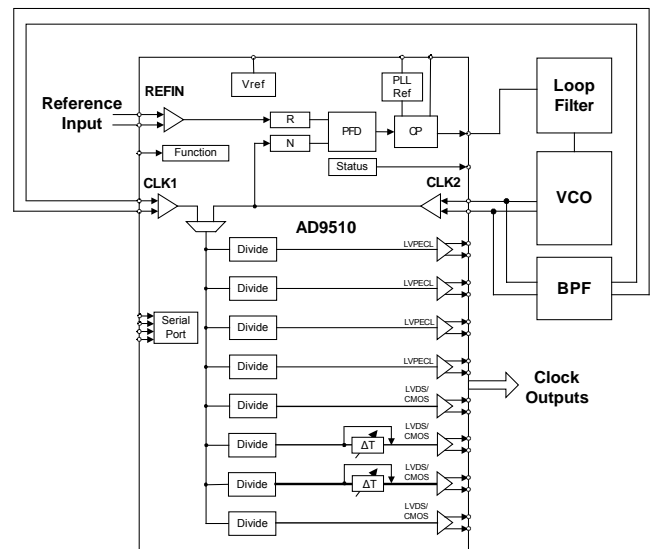 Vref
PLL
Ref
REFIN
Reference
Input
R
N
PFD
CP
Loop
Filter
Function
Status
CLK1
CLK2
VCO
AD9510
BPF
Divide
LVPECL
Divide
LVPECL
Serial
Port
Divide
LVPECL
Divide
LVPECL
Clock
Outputs
Divide
LVDS/
CMOS
Divide
ΔT
LVDS/
CMOS
Divide
ΔT
LVDS/
CMOS
Divide
LVDS/
CMOS